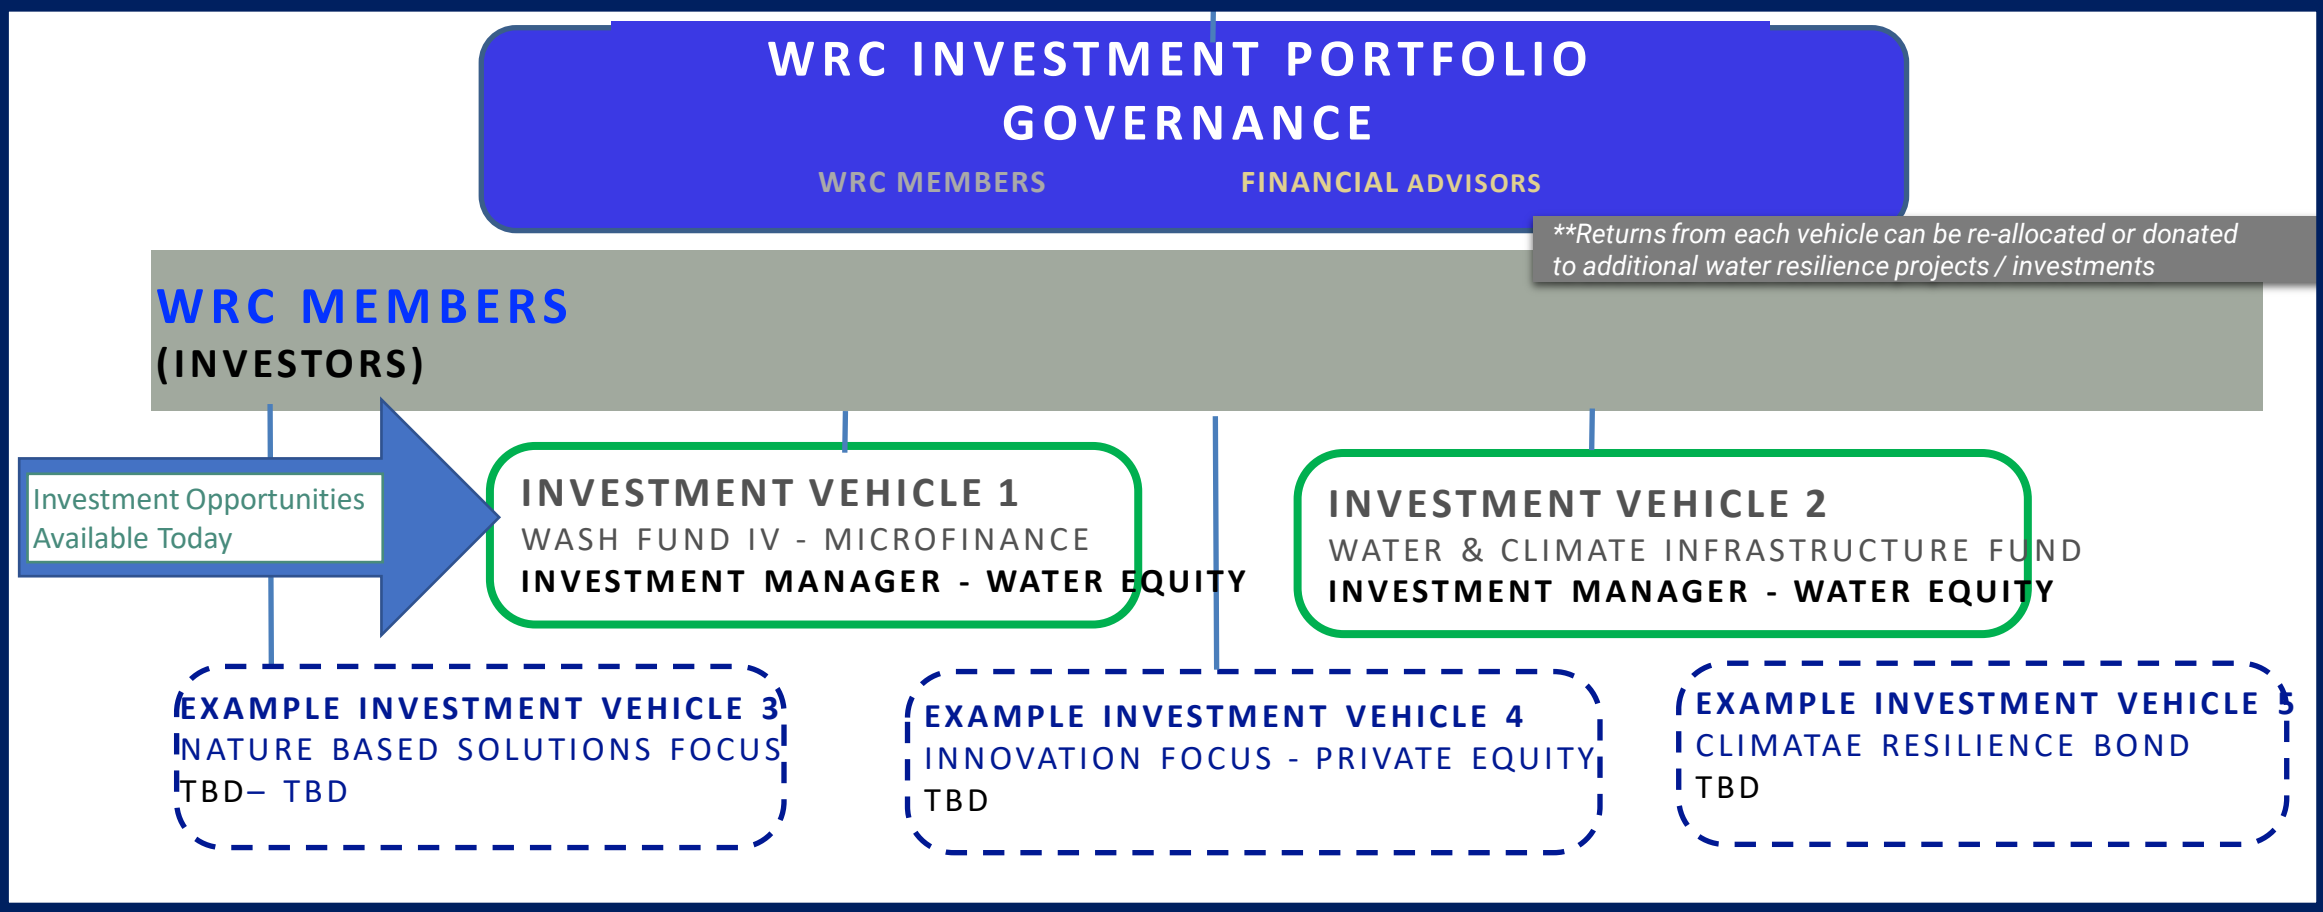 WRC INVESTMENT PORTFOLIO
GOVERNANCE
WRC MEMBERS FINANCIAL ADVISORS
**Returns from each vehicle can be re-allocated or donated
to additional water resilience projects / investments
WRC MEMBERS
(INVESTORS)
Investment Opportunities
Available Today
INVESTMENT VEHICLE 1
WASH FUND IV - MICROFINANCE
INVESTMENT MANAGER - WATER EQUITY
INVESTMENT VEHICLE 2
WATER & CLIMATE INFRASTRUCTURE FUND
INVESTMENT MANAGER - WATER EQUITY
EXAMPLE INVESTMENT VEHICLE 3
NATURE BASED SOLUTIONS FOCUS
TBD– TBD
EXAMPLE INVESTMENT VEHICLE 4
INNOVATION FOCUS - PRIVATE EQUITY
TBD
EXAMPLE INVESTMENT VEHICLE 5
CLIMATAE RESILIENCE BOND
TBD